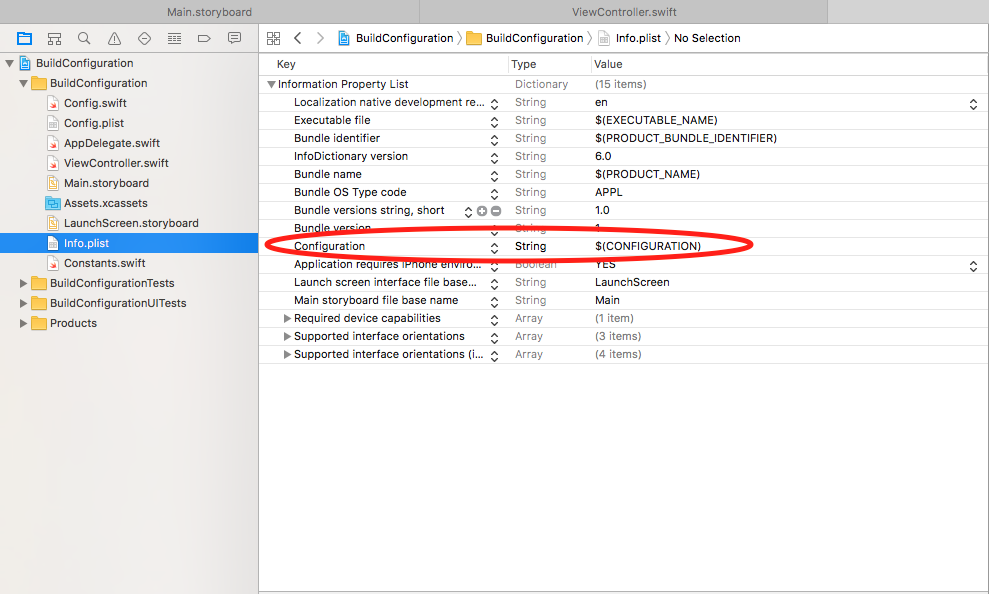 Main.storyboard ViewController.swift
BuildConfiguration BuildConfiguration Info.plist No Selection
BuildConfiguration
BuildConfiguration
Config.swift
Config.plist
AppDelegate.swift
ViewController.swift
Main.storyboard
Assets.xcassets
LaunchScreen.storyboard
Info.plist
Constants.swift
BuildConfigurationTests
BuildConfigurationUITests
Products
Key Type Value
Information Property List Dictionary (15 items)
Localization native development re... String en
Executable file String $(EXECUTABLE_NAME)
Bundle identifier String $(PRODUCT_BUNDLE_IDENTIFIER)
InfoDictionary version String 6.0
Bundle name String $(PRODUCT_NAME)
Bundle OS Type code String APPL
Bundle versions string, short String 1.0
Bundle version String 1
Configuration String $(CONFIGURATION)
Application requires iPhone enviro... Boolean YES
Launch screen interface file base... String LaunchScreen
Main storyboard file base name String Main
Required device capabilities Array (1 item)
Supported interface orientations Array (3 items)
Supported interface orientations (i... Array (4 items)